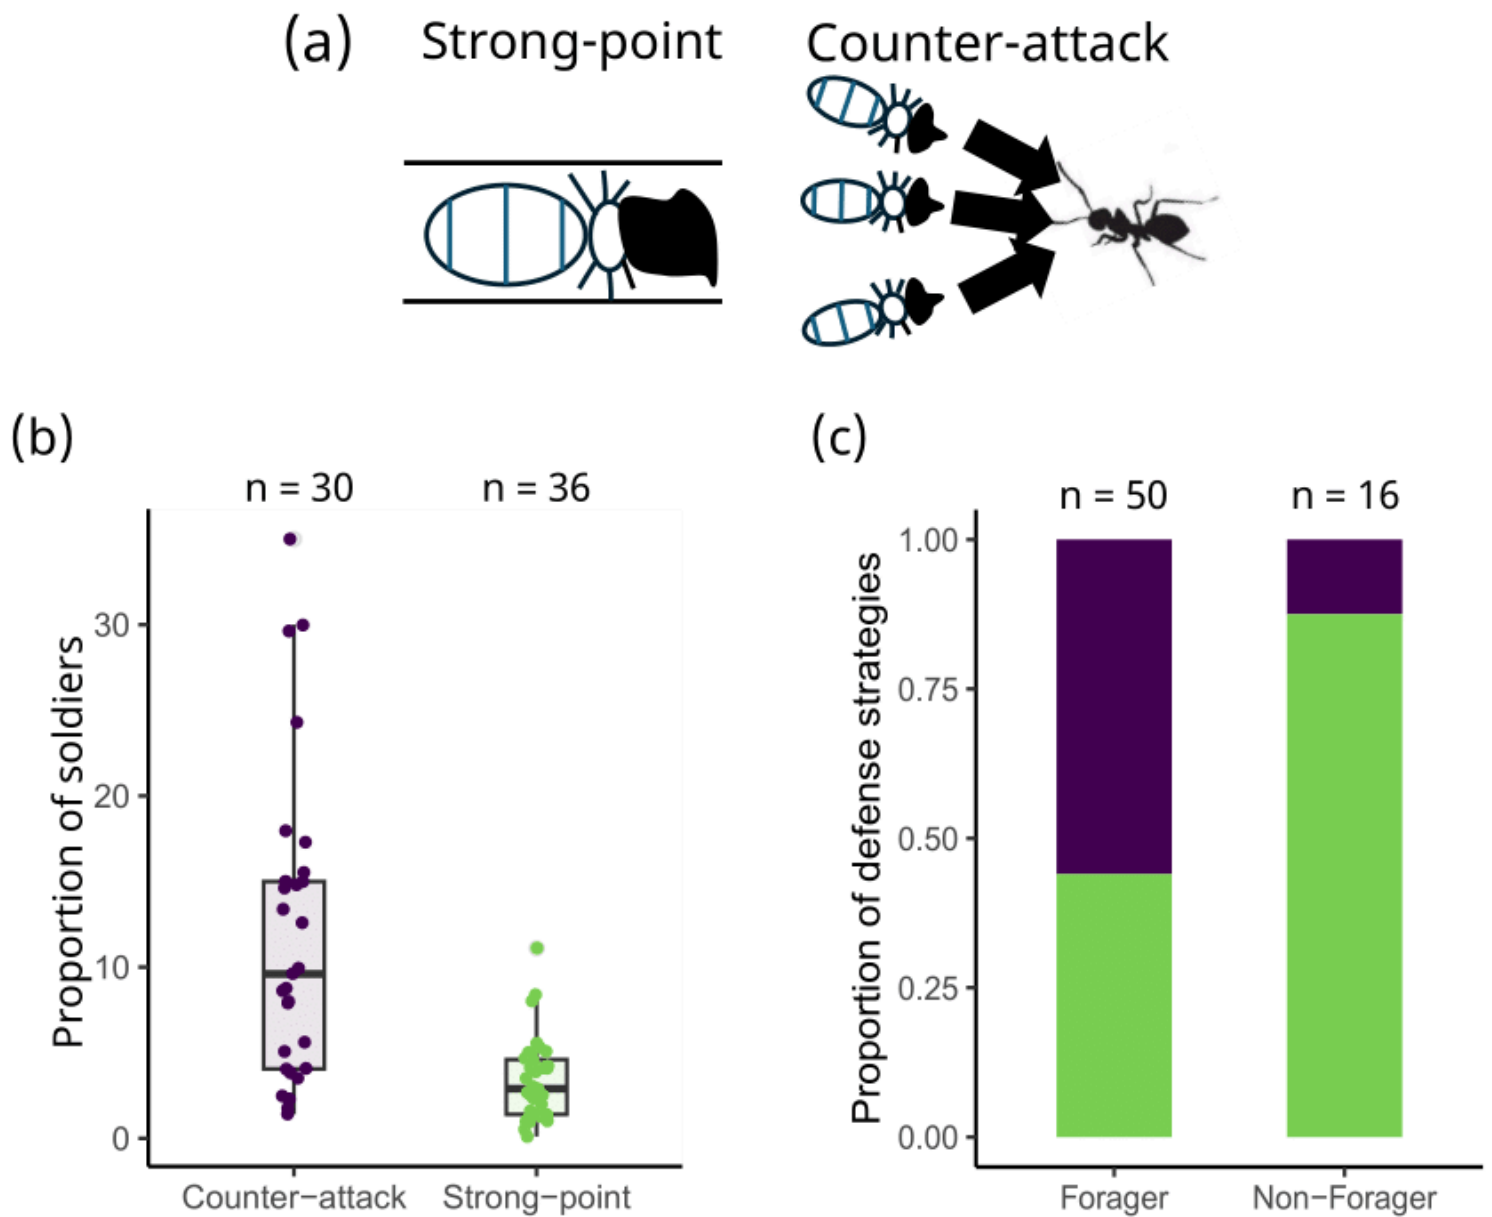 (a) Strong-point Counter-attack
(b)
n = 30 n = 36
Proportion of soldiers
30
20
10
0
Counter−attack Strong−point
(c)
n = 50 n = 16
Proportion of defense strategies
1.00
0.75
0.50
0.25
0.00
Forager Non−Forager